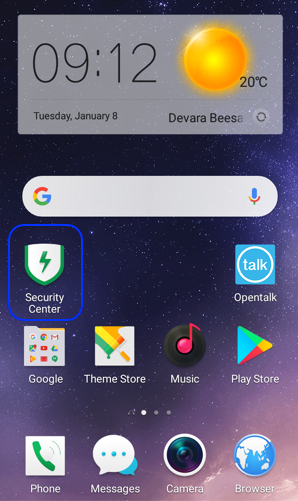 09:12
20℃
Tuesday, January 8
Devara Beesa
Security
Center
talk
Opentalk
Google
Theme Store
Music
Play Store
Phone
Messages
Camera
Browser